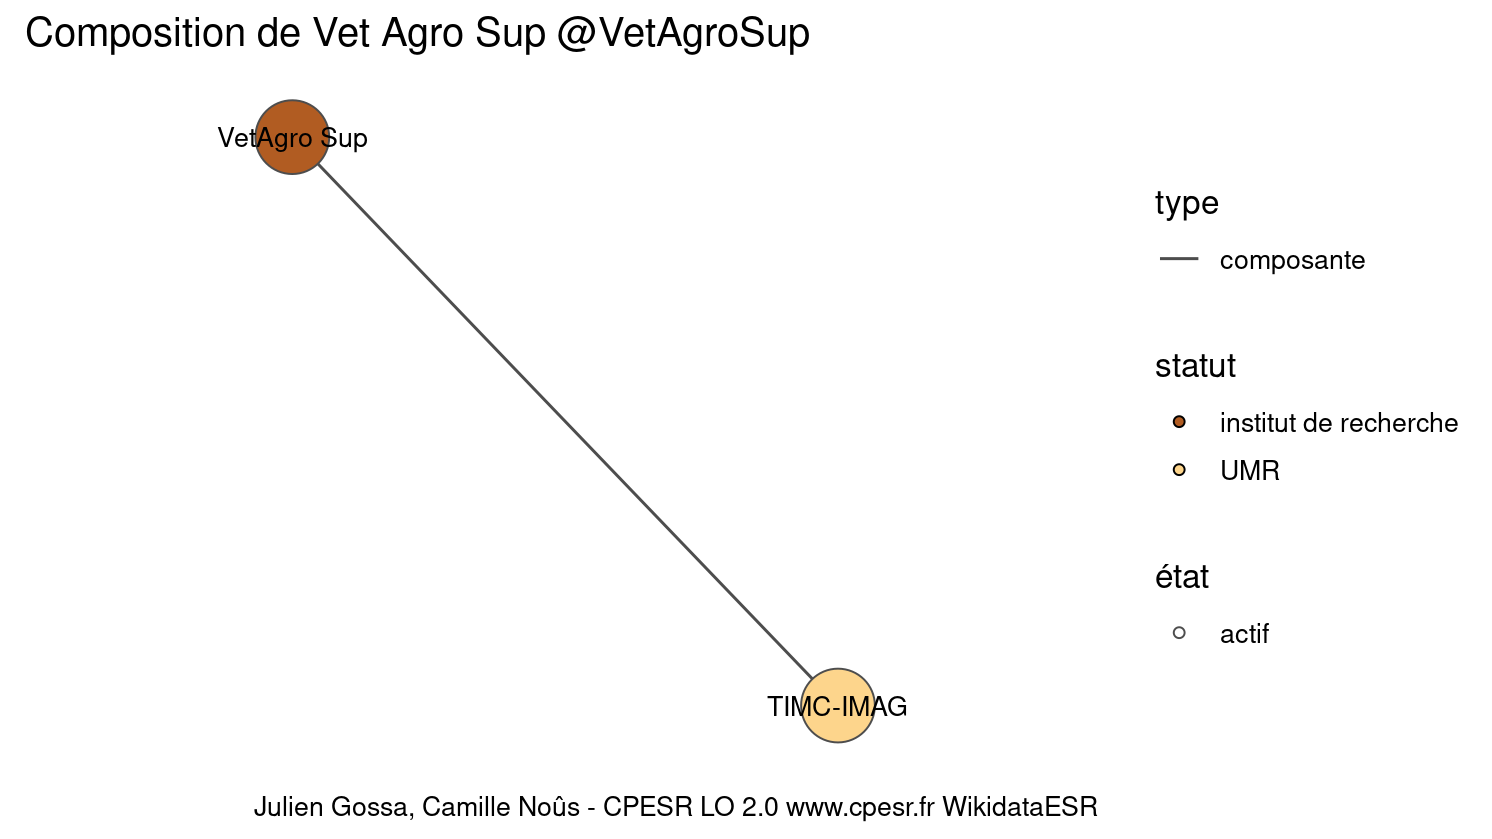 Composition de Vet Agro Sup @VetAgroSup
VetAgro Sup
TIMC-IMAG
type
composante
statut
institut de recherche
UMR
état
actif
Julien Gossa, Camille Noûs - CPESR LO 2.0 www.cpesr.fr WikidataESR